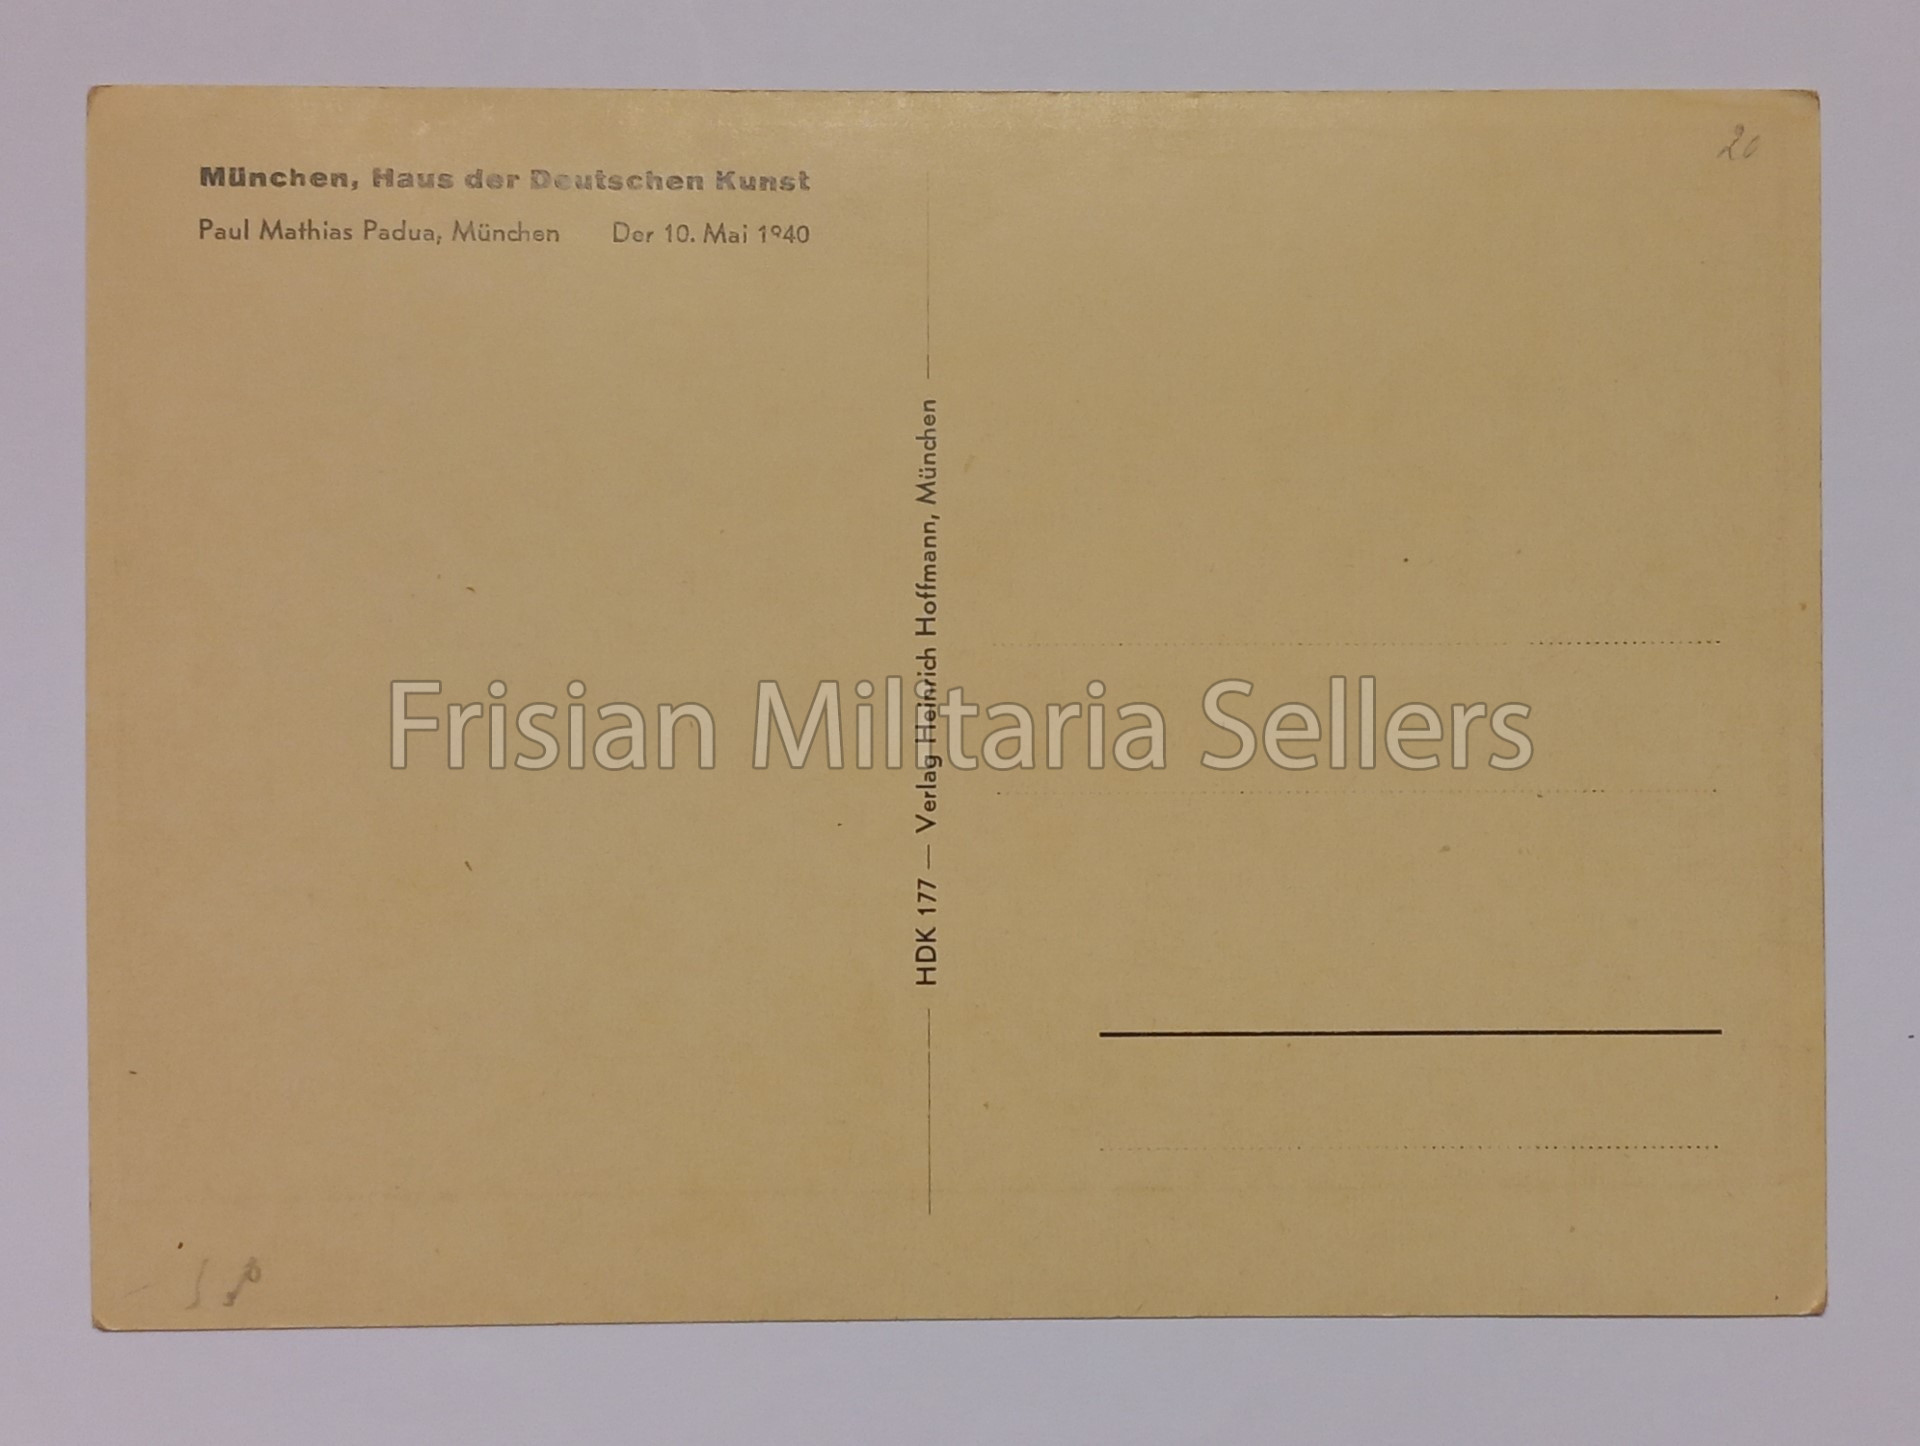 München, Haus der Deutschen Kunst
Paul Mathias Padua, München Der 10. Mai 1940
20
HDK 177 — Verlag Heinrich Hoffmann, München
Frisian Militaria Sellers